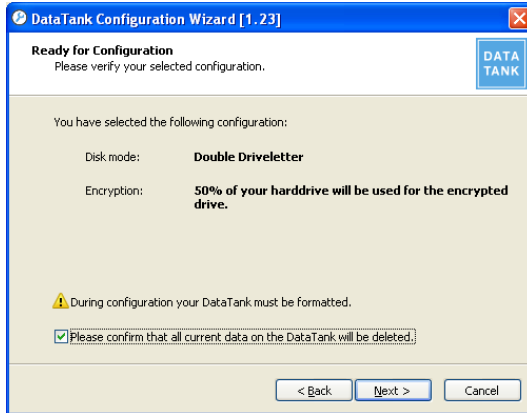 DataTank Configuration Wizard [1.23]
Ready for Configuration
Please verify your selected configuration.
DATA
TANK
You have selected the following configuration:
Disk mode: Double Driveletter
Encryption: 50% of your harddrive will be used for the encrypted
drive.
During configuration your DataTank must be formatted.
Please confirm that all current data on the DataTank will be deleted.
< Back Next > Cancel